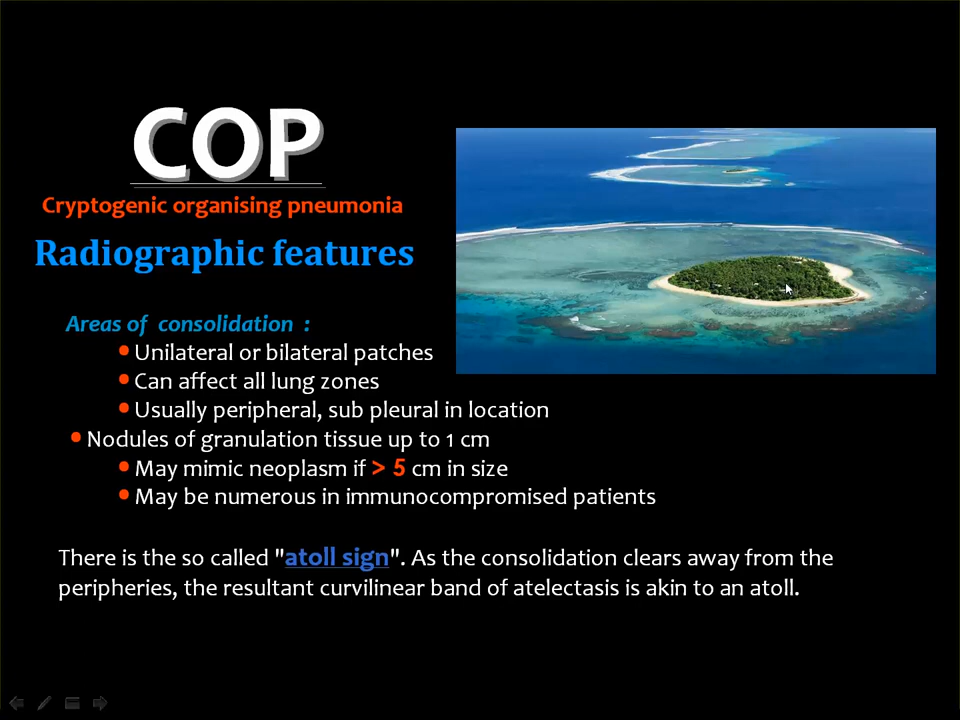 COP
Cryptogenic organising pneumonia
Radiographic features
Areas of consolidation :
• Unilateral or bilateral patches
• Can affect all lung zones
• Usually peripheral, sub pleural in location
• Nodules of granulation tissue up to 1 cm
• May mimic neoplasm if > 5 cm in size
• May be numerous in immunocompromised patients
There is the so called "atoll sign". As the consolidation clears away from the
peripheries, the resultant curvilinear band of atelectasis is akin to an atoll.